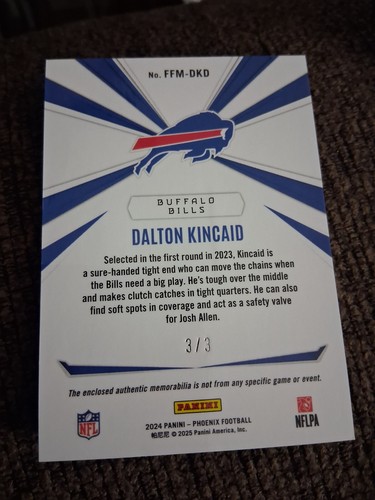 No. FFM-DKD
BUFFALO
BILLS
DALTON KINCAID
Selected in the first round in 2023, Kincaid is
a sure-handed tight end who can move the chains when
the Bills need a big play. He's tough over the middle
and makes clutch catches in tight quarters. He can also
find soft spots in coverage and act as a safety valve
for Josh Allen.
3/3
The enclosed authentic memorabilia is not from any specific game or event.
NFL
PANINI
NFLPA
2024 PANINI – PHOENIX FOOTBALL
帕尼尼 © 2025 Panini America, Inc.